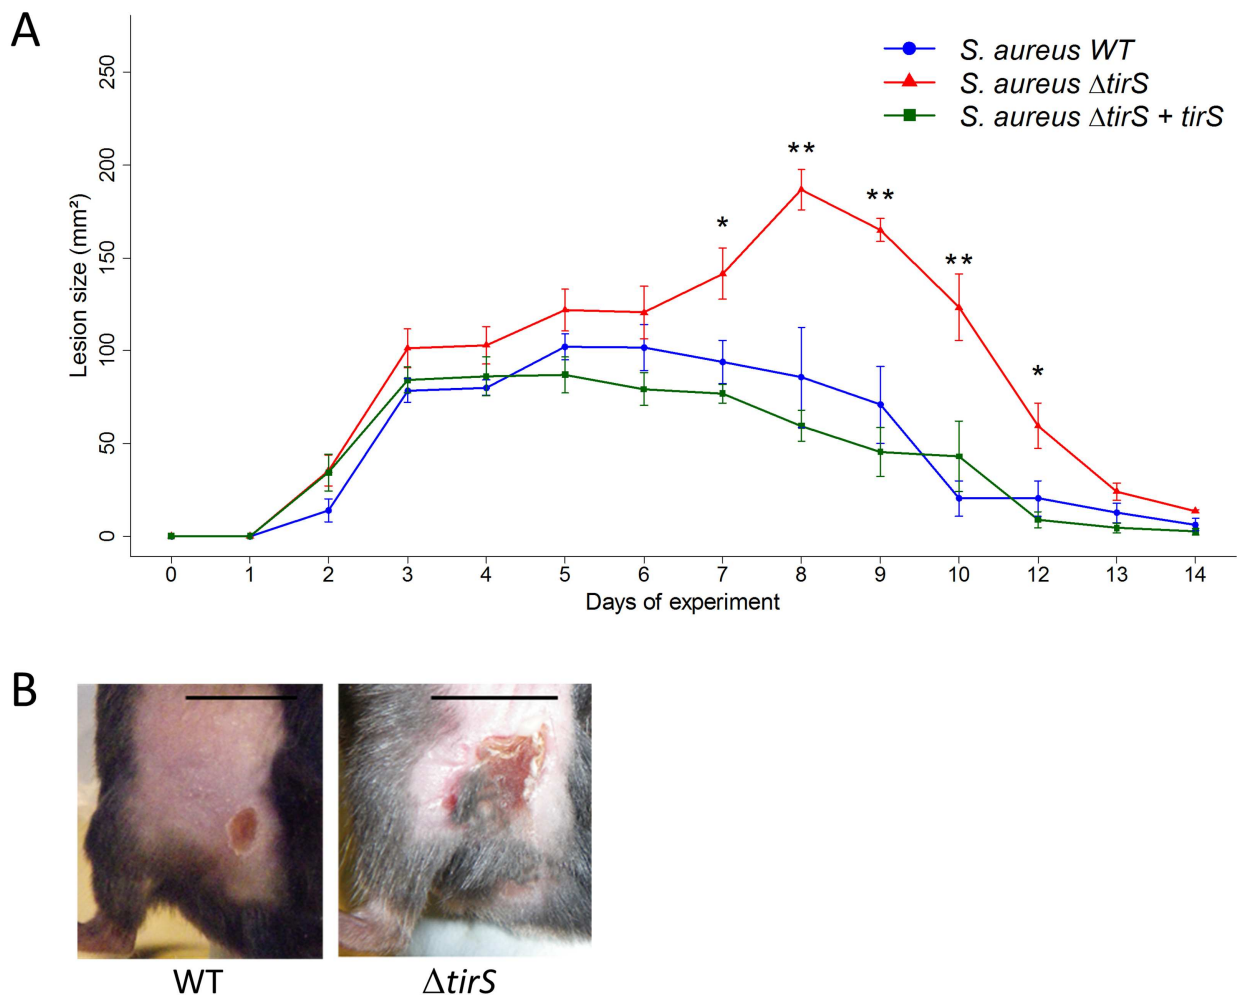 A
S. aureus WT
S. aureus ΔtirS
S. aureus ΔtirS + tirS
250
200
150
100
50
0
Lesion size (mm²)
*
**
**
**
*
0 1 2 3 4 5 6 7 8 9 10 12 13 14
Days of experiment
B
WT ΔtirS